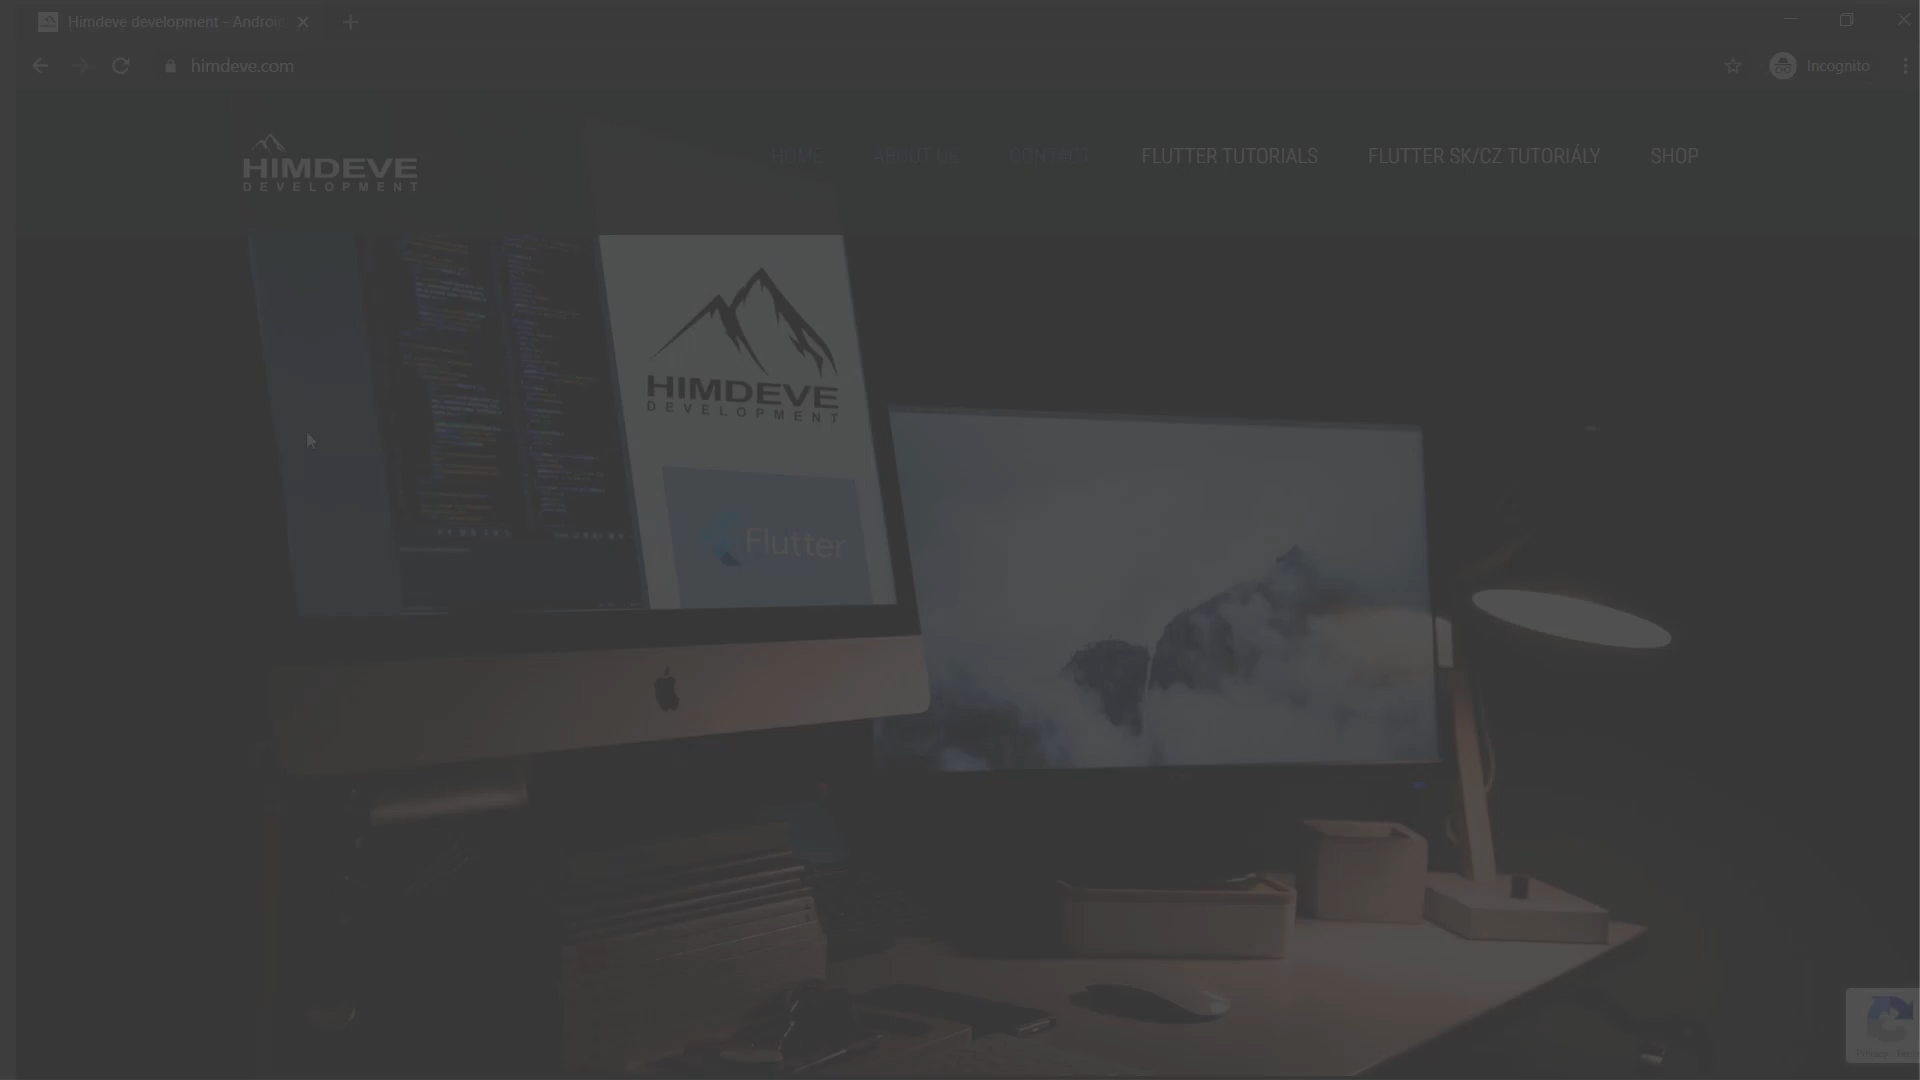 Himdeve development - Androi
himdeve.com
Incognito
HIMDEVE
DEVELOPMENT
HOME
ABOUT US
CONTACT
FLUTTER TUTORIALS
FLUTTER SK/CZ TUTORIÁLY
SHOP
HIMDEVE
DEVELOPMENT
Flutter